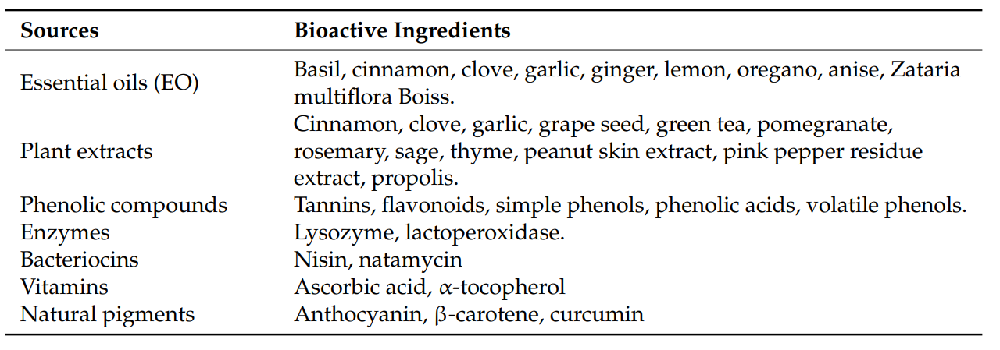 Sources Bioactive Ingredients
Essential oils (EO) Basil, cinnamon, clove, garlic, ginger, lemon, oregano, anise, Zataria
multiflora Boiss.
Plant extracts Cinnamon, clove, garlic, grape seed, green tea, pomegranate,
rosemary, sage, thyme, peanut skin extract, pink pepper residue
extract, propolis.
Phenolic compounds Tannins, flavonoids, simple phenols, phenolic acids, volatile phenols.
Enzymes Lysozyme, lactoperoxidase.
Bacteriocins Nisin, natamycin
Vitamins Ascorbic acid, α-tocopherol
Natural pigments Anthocyanin, β-carotene, curcumin